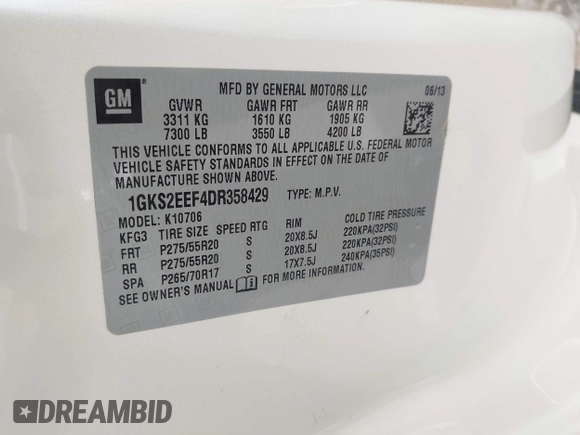 GM
MFD BY GENERAL MOTORS LLC 06/13
GVWR GAWR FRT GAWR RR
3311 KG 1610 KG 1905 KG
7300 LB 3550 LB 4200 LB
THIS VEHICLE CONFORMS TO ALL APPLICABLE U.S. FEDERAL MOTOR
VEHICLE SAFETY STANDARDS IN EFFECT ON THE DATE OF
MANUFACTURE SHOWN ABOVE.
1GKS2EEF4DR358429 TYPE: M.P.V.
MODEL: K10706
KFG3 TIRE SIZE SPEED RTG RIM COLD TIRE PRESSURE
FRT P275/55R20 S 20X8.5J 220KPA(32PSI)
RR P275/55R20 S 20X8.5J 220KPA(32PSI)
SPA P265/70R17 S 17X7.5J 240KPA(35PSI)
SEE OWNER'S MANUAL FOR MORE INFORMATION.
DREAMBID